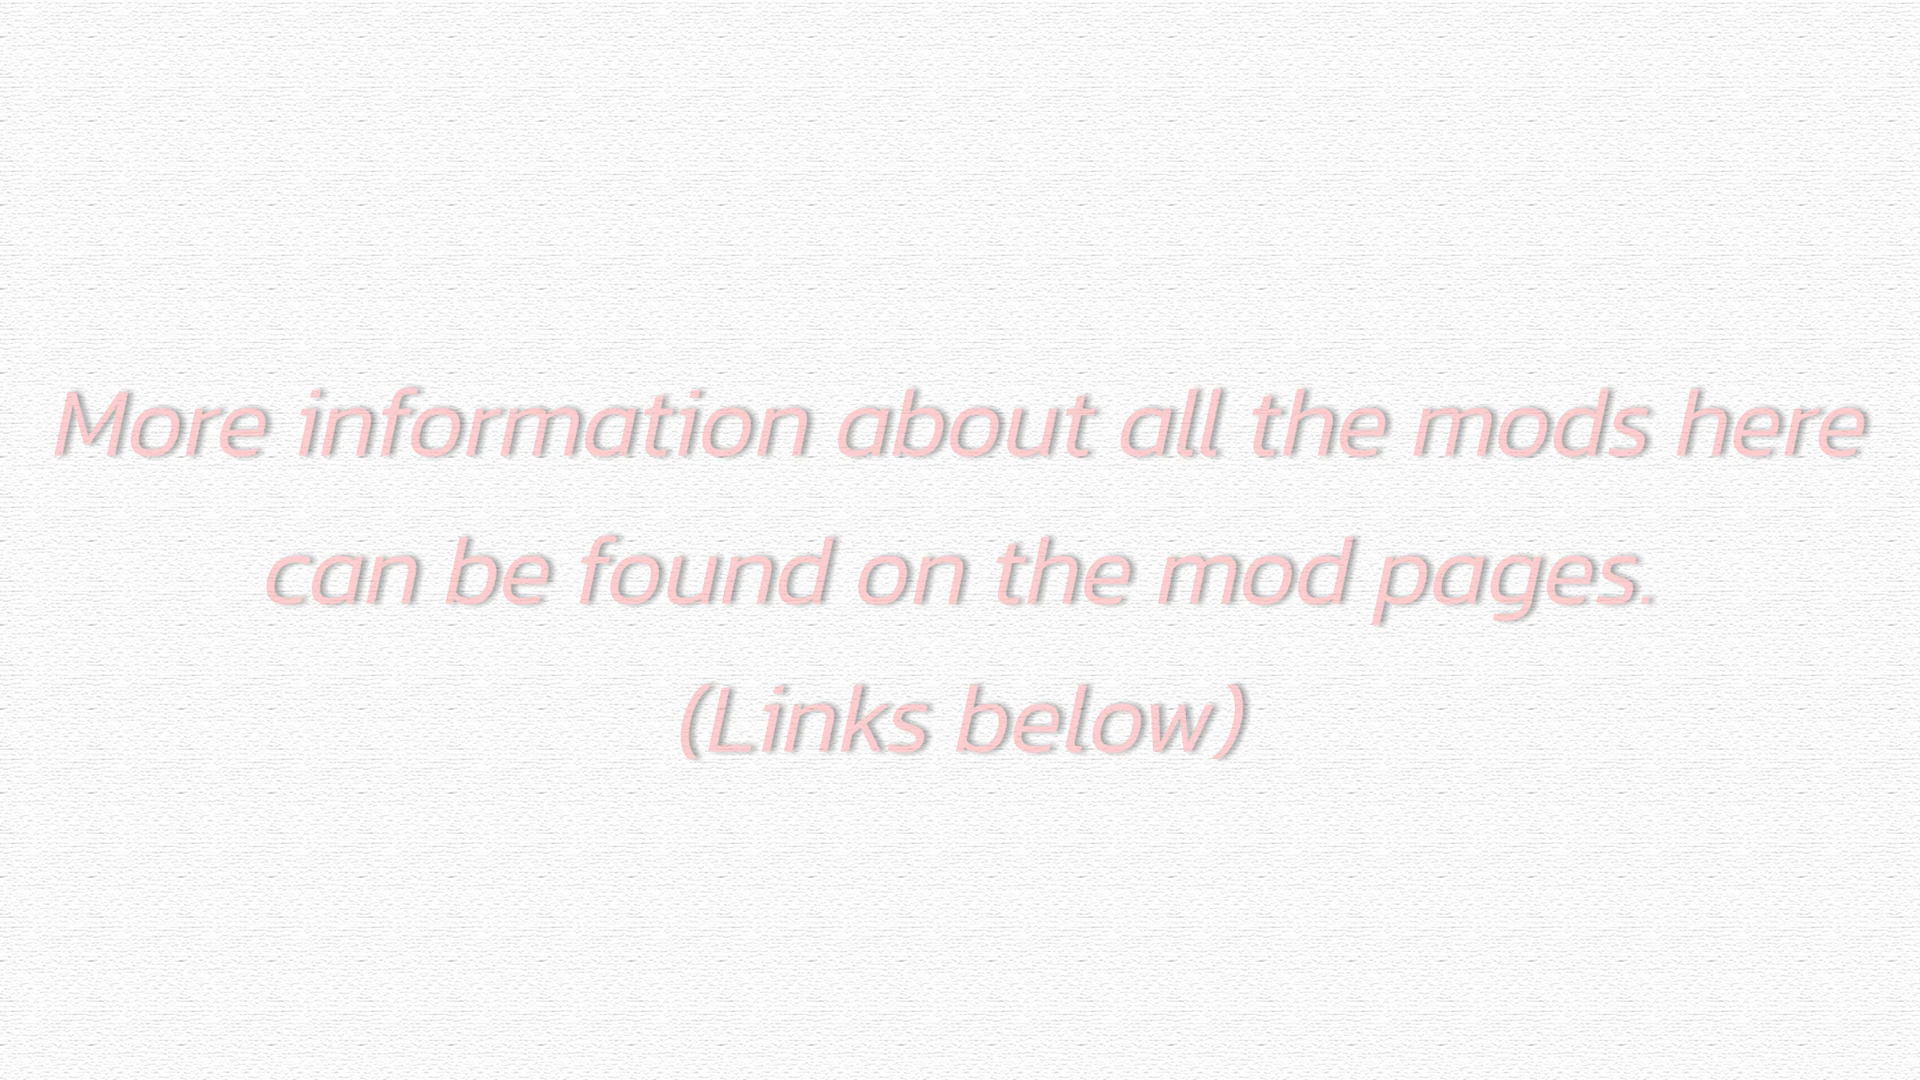 More information about all the mods here
can be found on the mod pages.
(Links below)